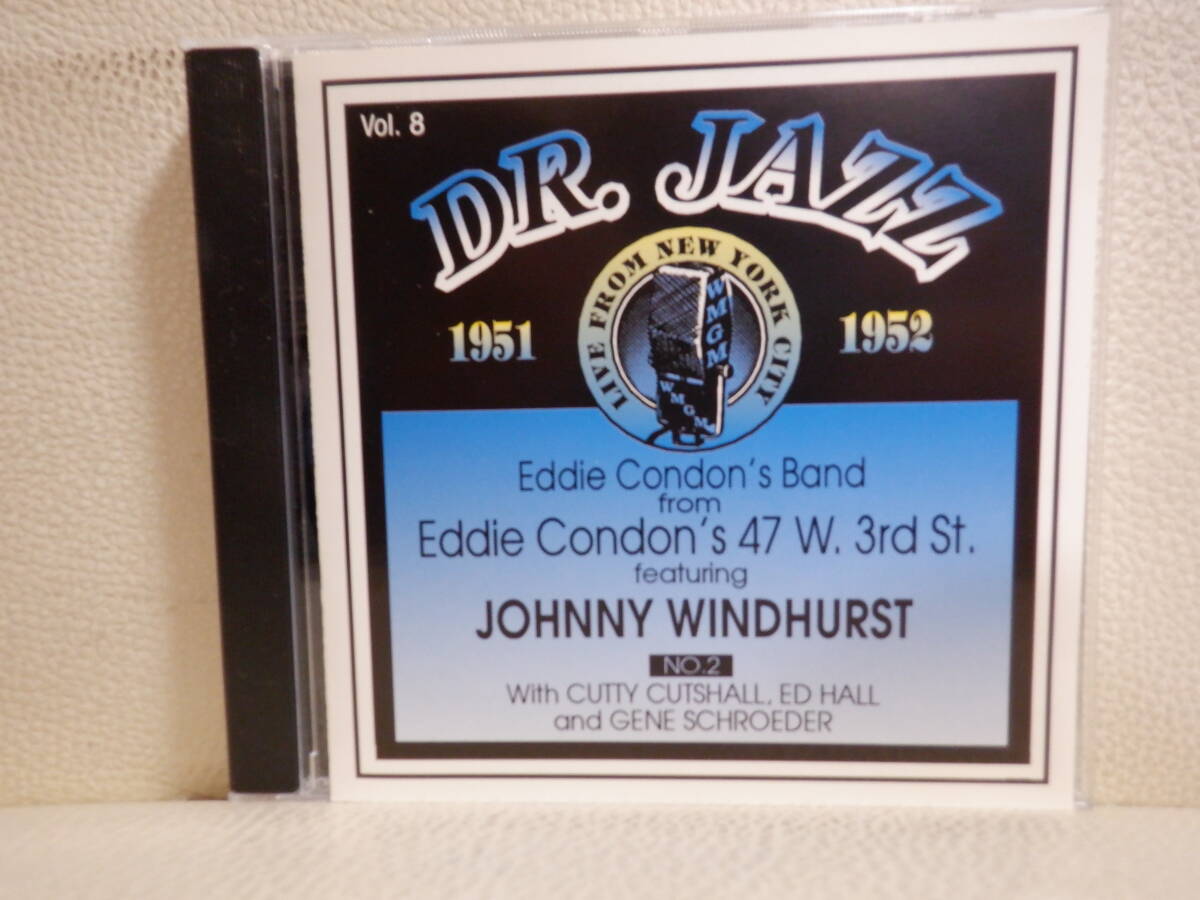 Vol. 8
DR. JAZZ
LIVE FROM NEW YORK CITY
WMGM
WMGM
1951
1952
Eddie Condon's Band
from
Eddie Condon's 47 W. 3rd St.
featuring
JOHNNY WINDHURST
NO.2
With CUTTY CUTSHALL, ED HALL
and GENE SCHROEDER